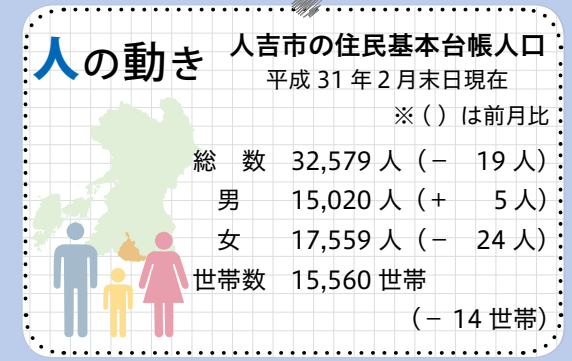 人の動き
人吉市の住民基本台帳人口
平成 31 年 2 月末日現在
※( ) は前月比
総 数 32,579 人 (− 19 人)
男 15,020 人 (+ 5 人)
女 17,559 人 (− 24 人)
世帯数 15,560 世帯
(− 14 世帯)